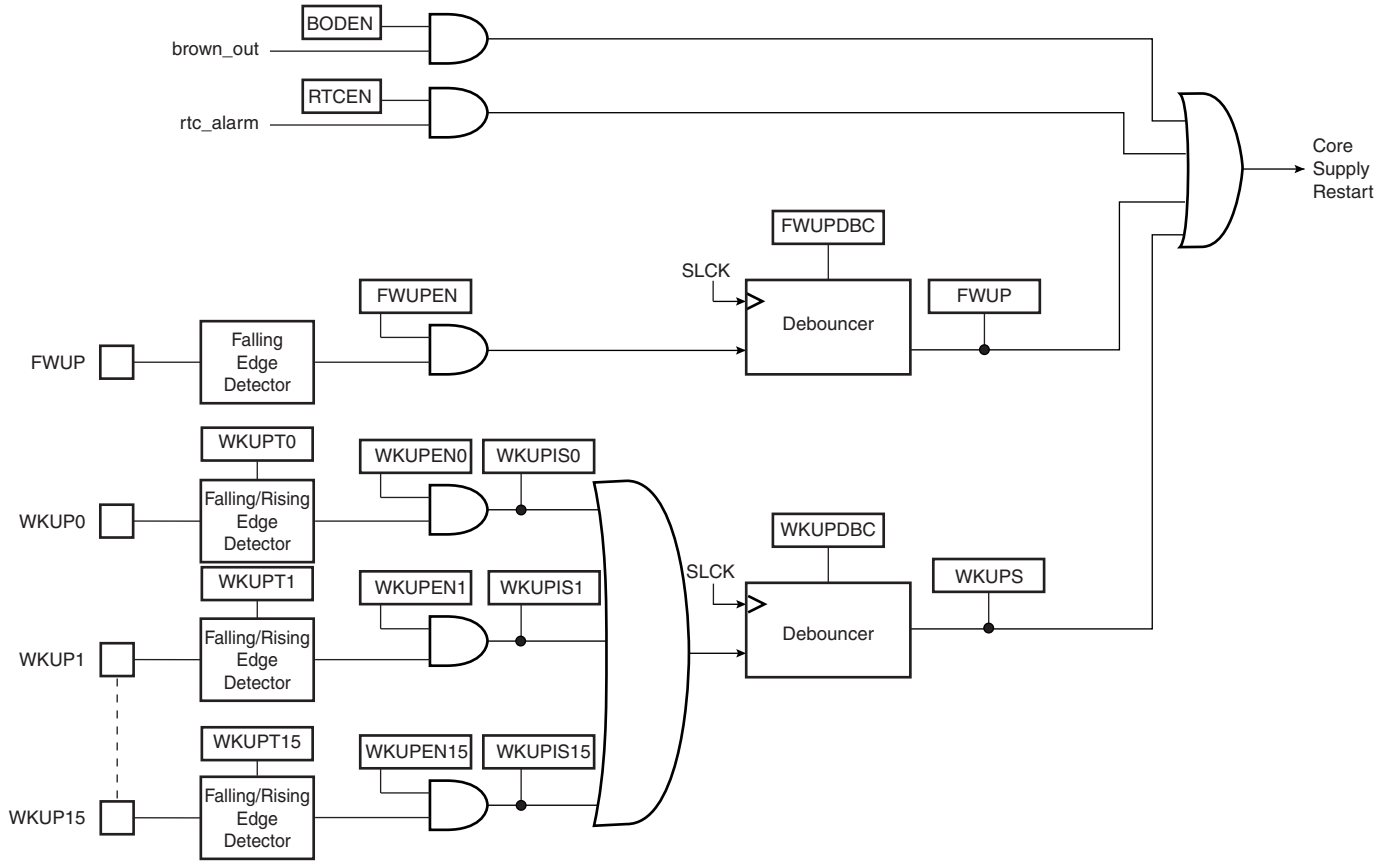 BODEN
brown_out
RTCEN
rtc_alarm
Core
Supply
Restart
FWUPDBC
SLCK
FWUPEN
FWUP
Debouncer
Falling
Edge
Detector
FWUP
WKUPT0
WKUPEN0
WKUPIS0
Falling/Rising
Edge
Detector
WKUP0
WKUPDBC
WKUPT1
WKUPEN1
WKUPIS1
SLCK
WKUPS
Debouncer
Falling/Rising
Edge
Detector
WKUP1
WKUPT15
WKUPEN15
WKUPIS15
Falling/Rising
Edge
Detector
WKUP15